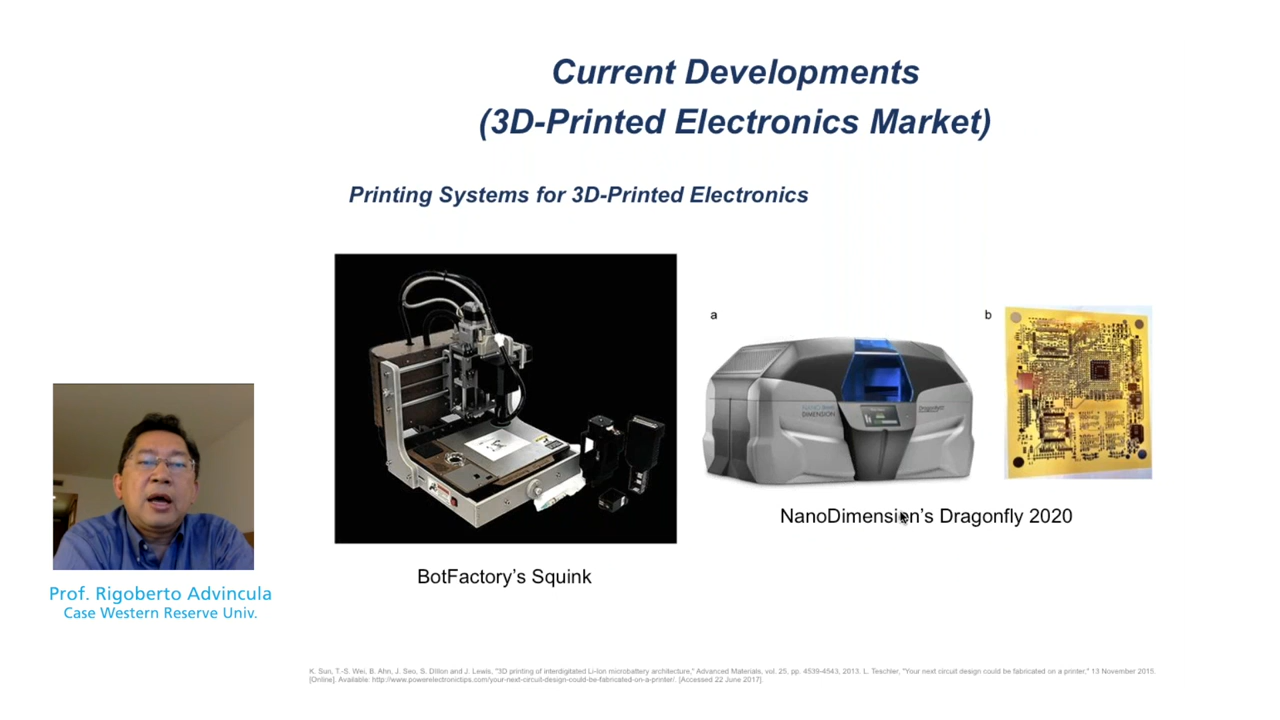 Current Developments
(3D-Printed Electronics Market)
Printing Systems for 3D-Printed Electronics
a
b
DIMENSION
NanoDimension's Dragonfly 2020
BotFactory's Squink
Prof. Rigoberto Advincula
Case Western Reserve Univ.
K. Sun, T.-S. Wei, B. Ahn, J. Seo, S. Dillon and J. Lewis, "3D printing of interdigitated Li-Ion microbattery architecture," Advanced Materials, vol. 25, pp. 4539-4543, 2013. L. Teschler, "Your next circuit design could be fabricated on a printer," 13 November 2015.
[Online]. Available: http://www.powerelectronictips.com/your-next-circuit-design-could-be-fabricated-on-a-printer/. [Accessed 22 June 2017].